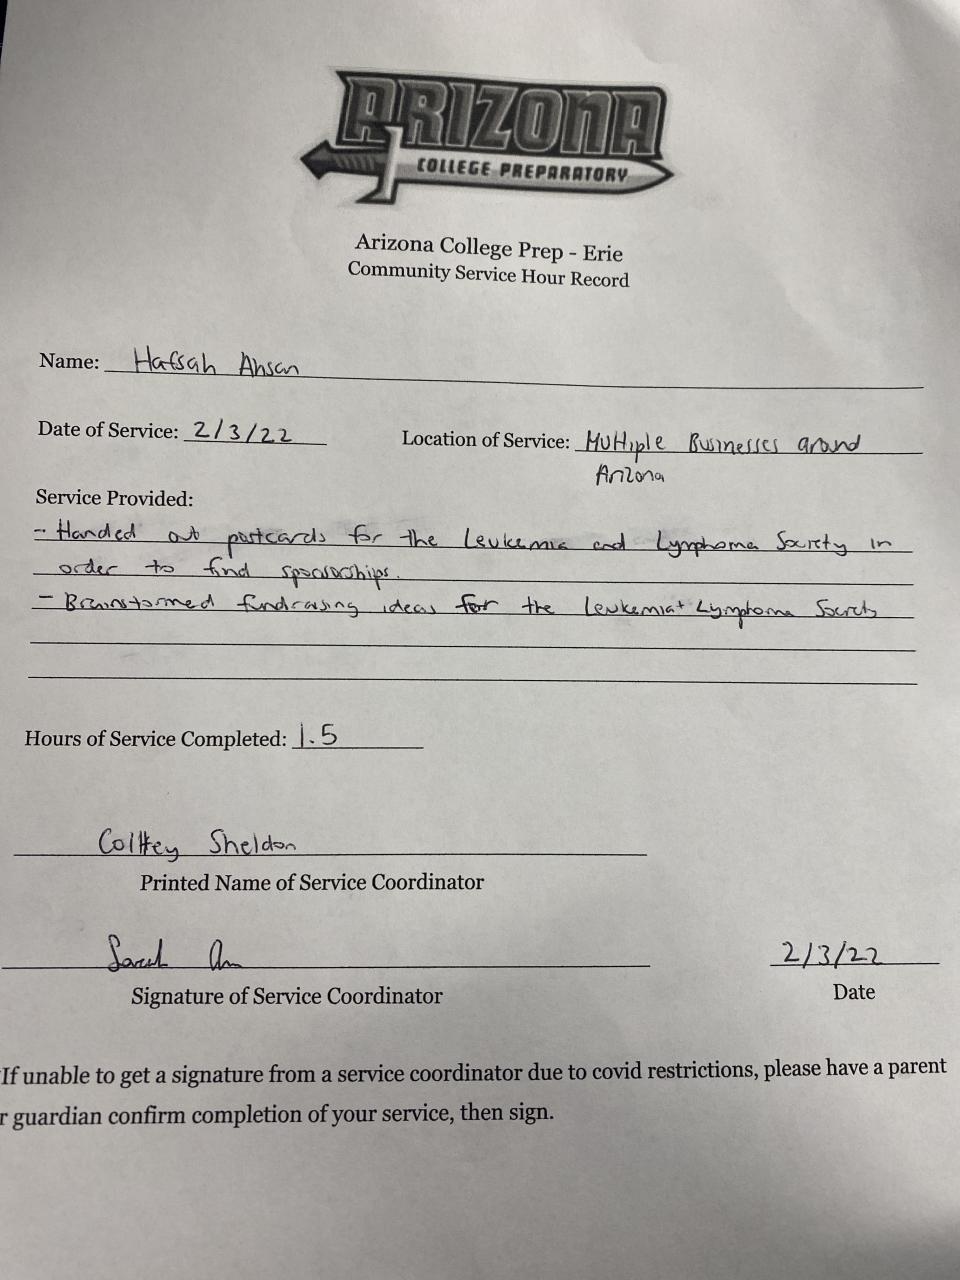 ARIZONA
COLLEGE PREPARATORY
Arizona College Prep - Erie
Community Service Hour Record
Name: Hafsah Ahsan
Date of Service: 2/3/22 Location of Service: Multiple Businesses around
Arizona
Service Provided:
- Handed out postcards for the Leukemia and Lymphoma Society in
order to find sponsorships.
- Brainstormed fundraising ideas for the Leukemia + Lymphoma Society
Hours of Service Completed: 1.5
Sheldon
Printed Name of Service Coordinator
Signature of Service Coordinator
2/3/22
Date
If unable to get a signature from a service coordinator due to covid restrictions, please have a parent
r guardian confirm completion of your service, then sign.